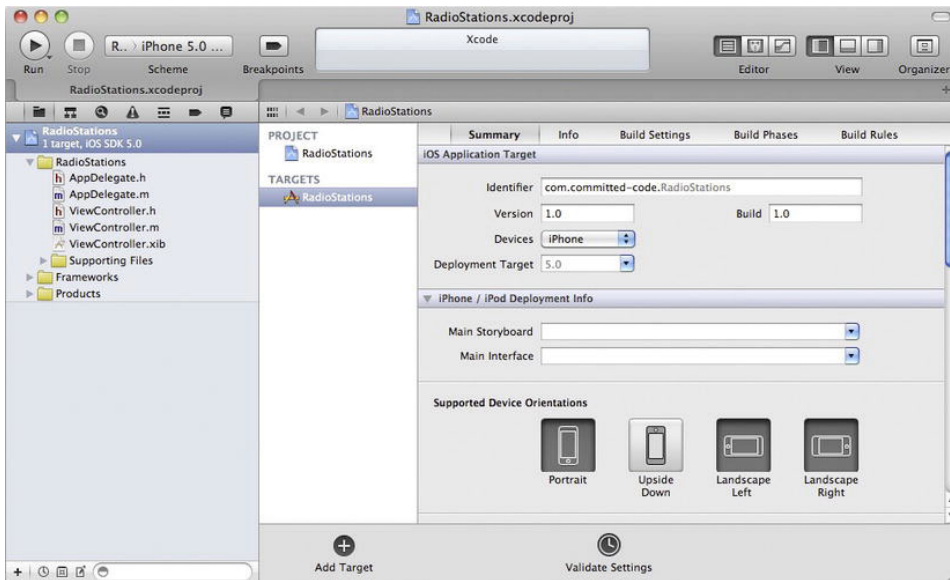 RadioStations.xcodeproj
R.. iPhone 5.0 ...
Xcode
Run Stop Scheme Breakpoints Editor View Organizer
RadioStations.xcodeproj
RadioStations
RadioStations
1 target, iOS SDK 5.0
RadioStations
h AppDelegate.h
m AppDelegate.m
h ViewController.h
m ViewController.m
ViewController.xib
Supporting Files
Frameworks
Products
PROJECT
RadioStations
TARGETS
RadioStations
Summary Info Build Settings Build Phases Build Rules
iOS Application Target
Identifier com.committed-code.RadioStations
Version 1.0 Build 1.0
Devices iPhone
Deployment Target 5.0
iPhone / iPod Deployment Info
Main Storyboard
Main Interface
Supported Device Orientations
Portrait Upside Down Landscape Left Landscape Right
Add Target Validate Settings